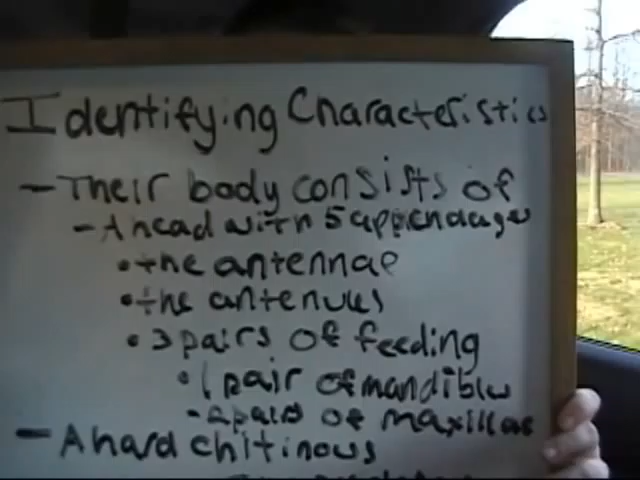 Identifying Characteristics
- Their body consists of
- A head with 5 appendages
• the antennae
• the antenules
• 3 pairs of feeding
• 1 pair of mandibles
- 2 pairs of maxillae
- A hard chitinous